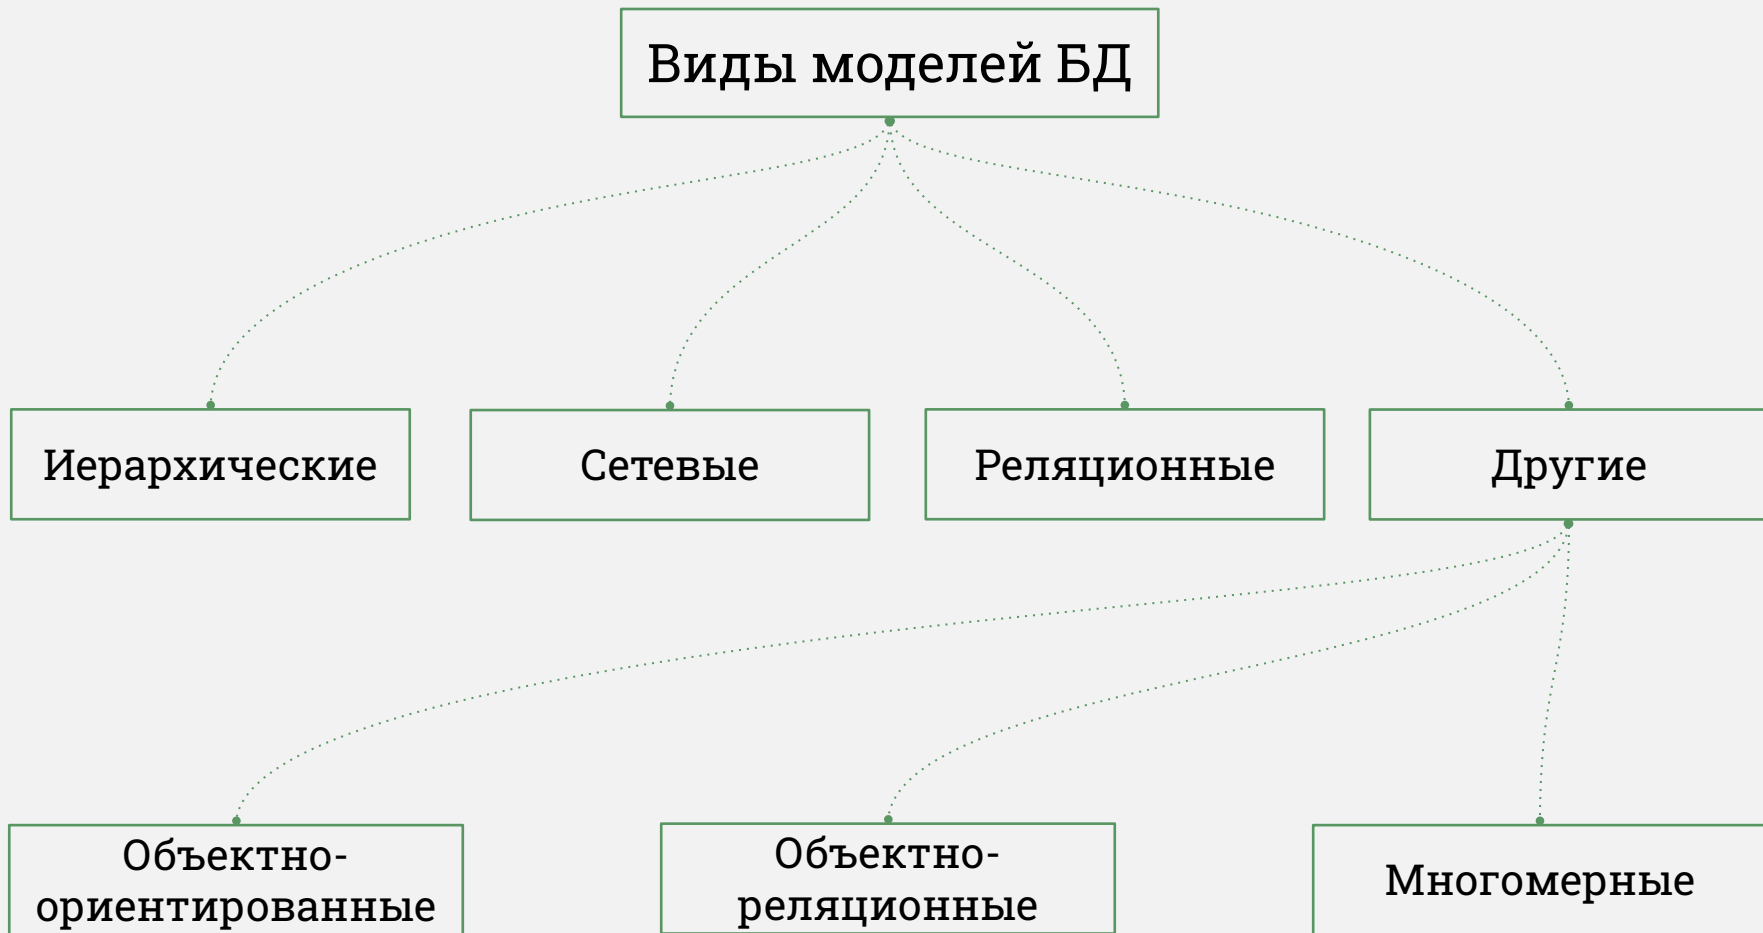 Виды моделей БД
Иерархические
Сетевые
Реляционные
Другие
Объектно-
ориентированные
Объектно-
реляционные
Многомерные